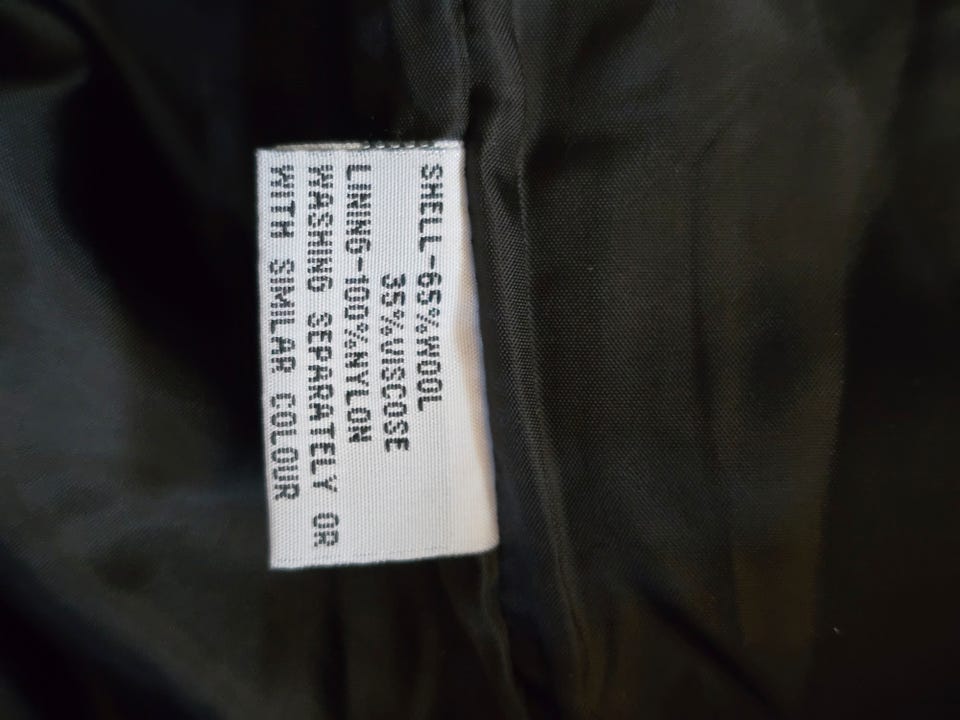 SHELL-65%WOOL
35%VISCOSE
LINING-100%NYLON
WASHING SEPARATELY OR
WITH SIMILAR COLOUR